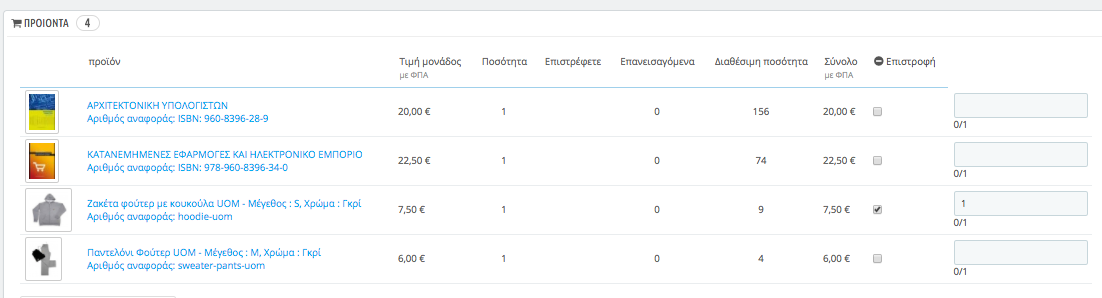 ΠΡΟΙΟΝΤΑ 4
προϊόν Τιμή μονάδος Ποσότητα Επιστρέφετε Επανεισαγόμενα Διαθέσιμη ποσότητα Σύνολο Επιστροφή
με ΦΠΑ με ΦΠΑ
ΑΡΧΙΤΕΚΤΟΝΙΚΗ ΥΠΟΛΟΓΙΣΤΩΝ
Αριθμός αναφοράς: ISBN: 960-8396-28-9
20,00 € 1 0 156 20,00 €
0/1
ΚΑΤΑΝΕΜΗΜΕΝΕΣ ΕΦΑΡΜΟΓΕΣ ΚΑΙ ΗΛΕΚΤΡΟΝΙΚΟ ΕΜΠΟΡΙΟ
Αριθμός αναφοράς: ISBN: 978-960-8396-34-0
22,50 € 1 0 74 22,50 €
0/1
Ζακέτα φούτερ με κουκούλα UOM - Μέγεθος : S, Χρώμα : Γκρί
Αριθμός αναφοράς: hoodie-uom
7,50 € 1 0 9 7,50 € 1
0/1
Παντελόνι Φούτερ UOM - Μέγεθος : M, Χρώμα : Γκρί
Αριθμός αναφοράς: sweater-pants-uom
6,00 € 1 0 4 6,00 €
0/1